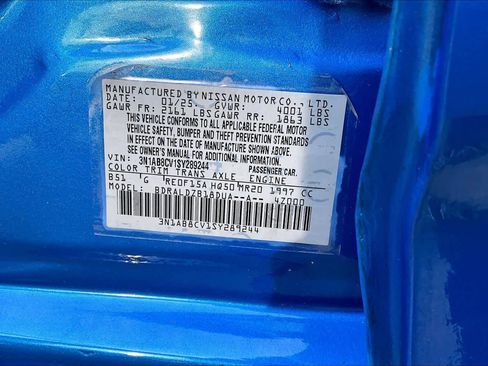 MANUFACTURED BY NISSAN MOTOR CO., LTD.
DATE: 01/25 GVWR: 4001 LBS
GAWR FR: 2161 LBS GAWR RR: 1863 LBS
THIS VEHICLE CONFORMS TO ALL APPLICABLE FEDERAL MOTOR
VEHICLE SAFETY, BUMPER AND THEFT PREVENTION STANDARDS
IN EFFECT ON THE DATE OF MANUFACTURE SHOWN ABOVE.
SEE OWNER'S MANUAL FOR ADDITIONAL INFORMATION.
VIN: 3N1AB8CV1SY289244 PASSENGER CAR.
COLOR TRIM TRANS AXLE ENGINE
B51 G RE0F15A HQ50 MR20 1997 CC
MODEL: BDRALDZB18DUA--A-- 4Z000
3N1AB8CV1SY289244